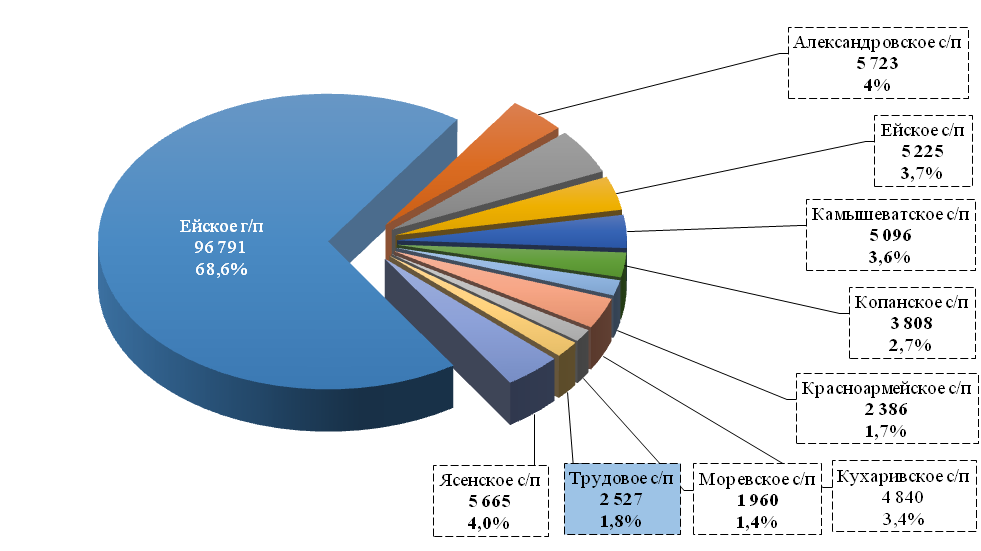 Ейское г/п
96 791
68,6%
Александровское с/п
5 723
4%
Ейское с/п
5 225
3,7%
Камышеватское с/п
5 096
3,6%
Копанское с/п
3 808
2,7%
Красноармейское с/п
2 386
1,7%
Кухаривское с/п
4 840
3,4%
Моревское с/п
1 960
1,4%
Трудовое с/п
2 527
1,8%
Ясенское с/п
5 665
4,0%